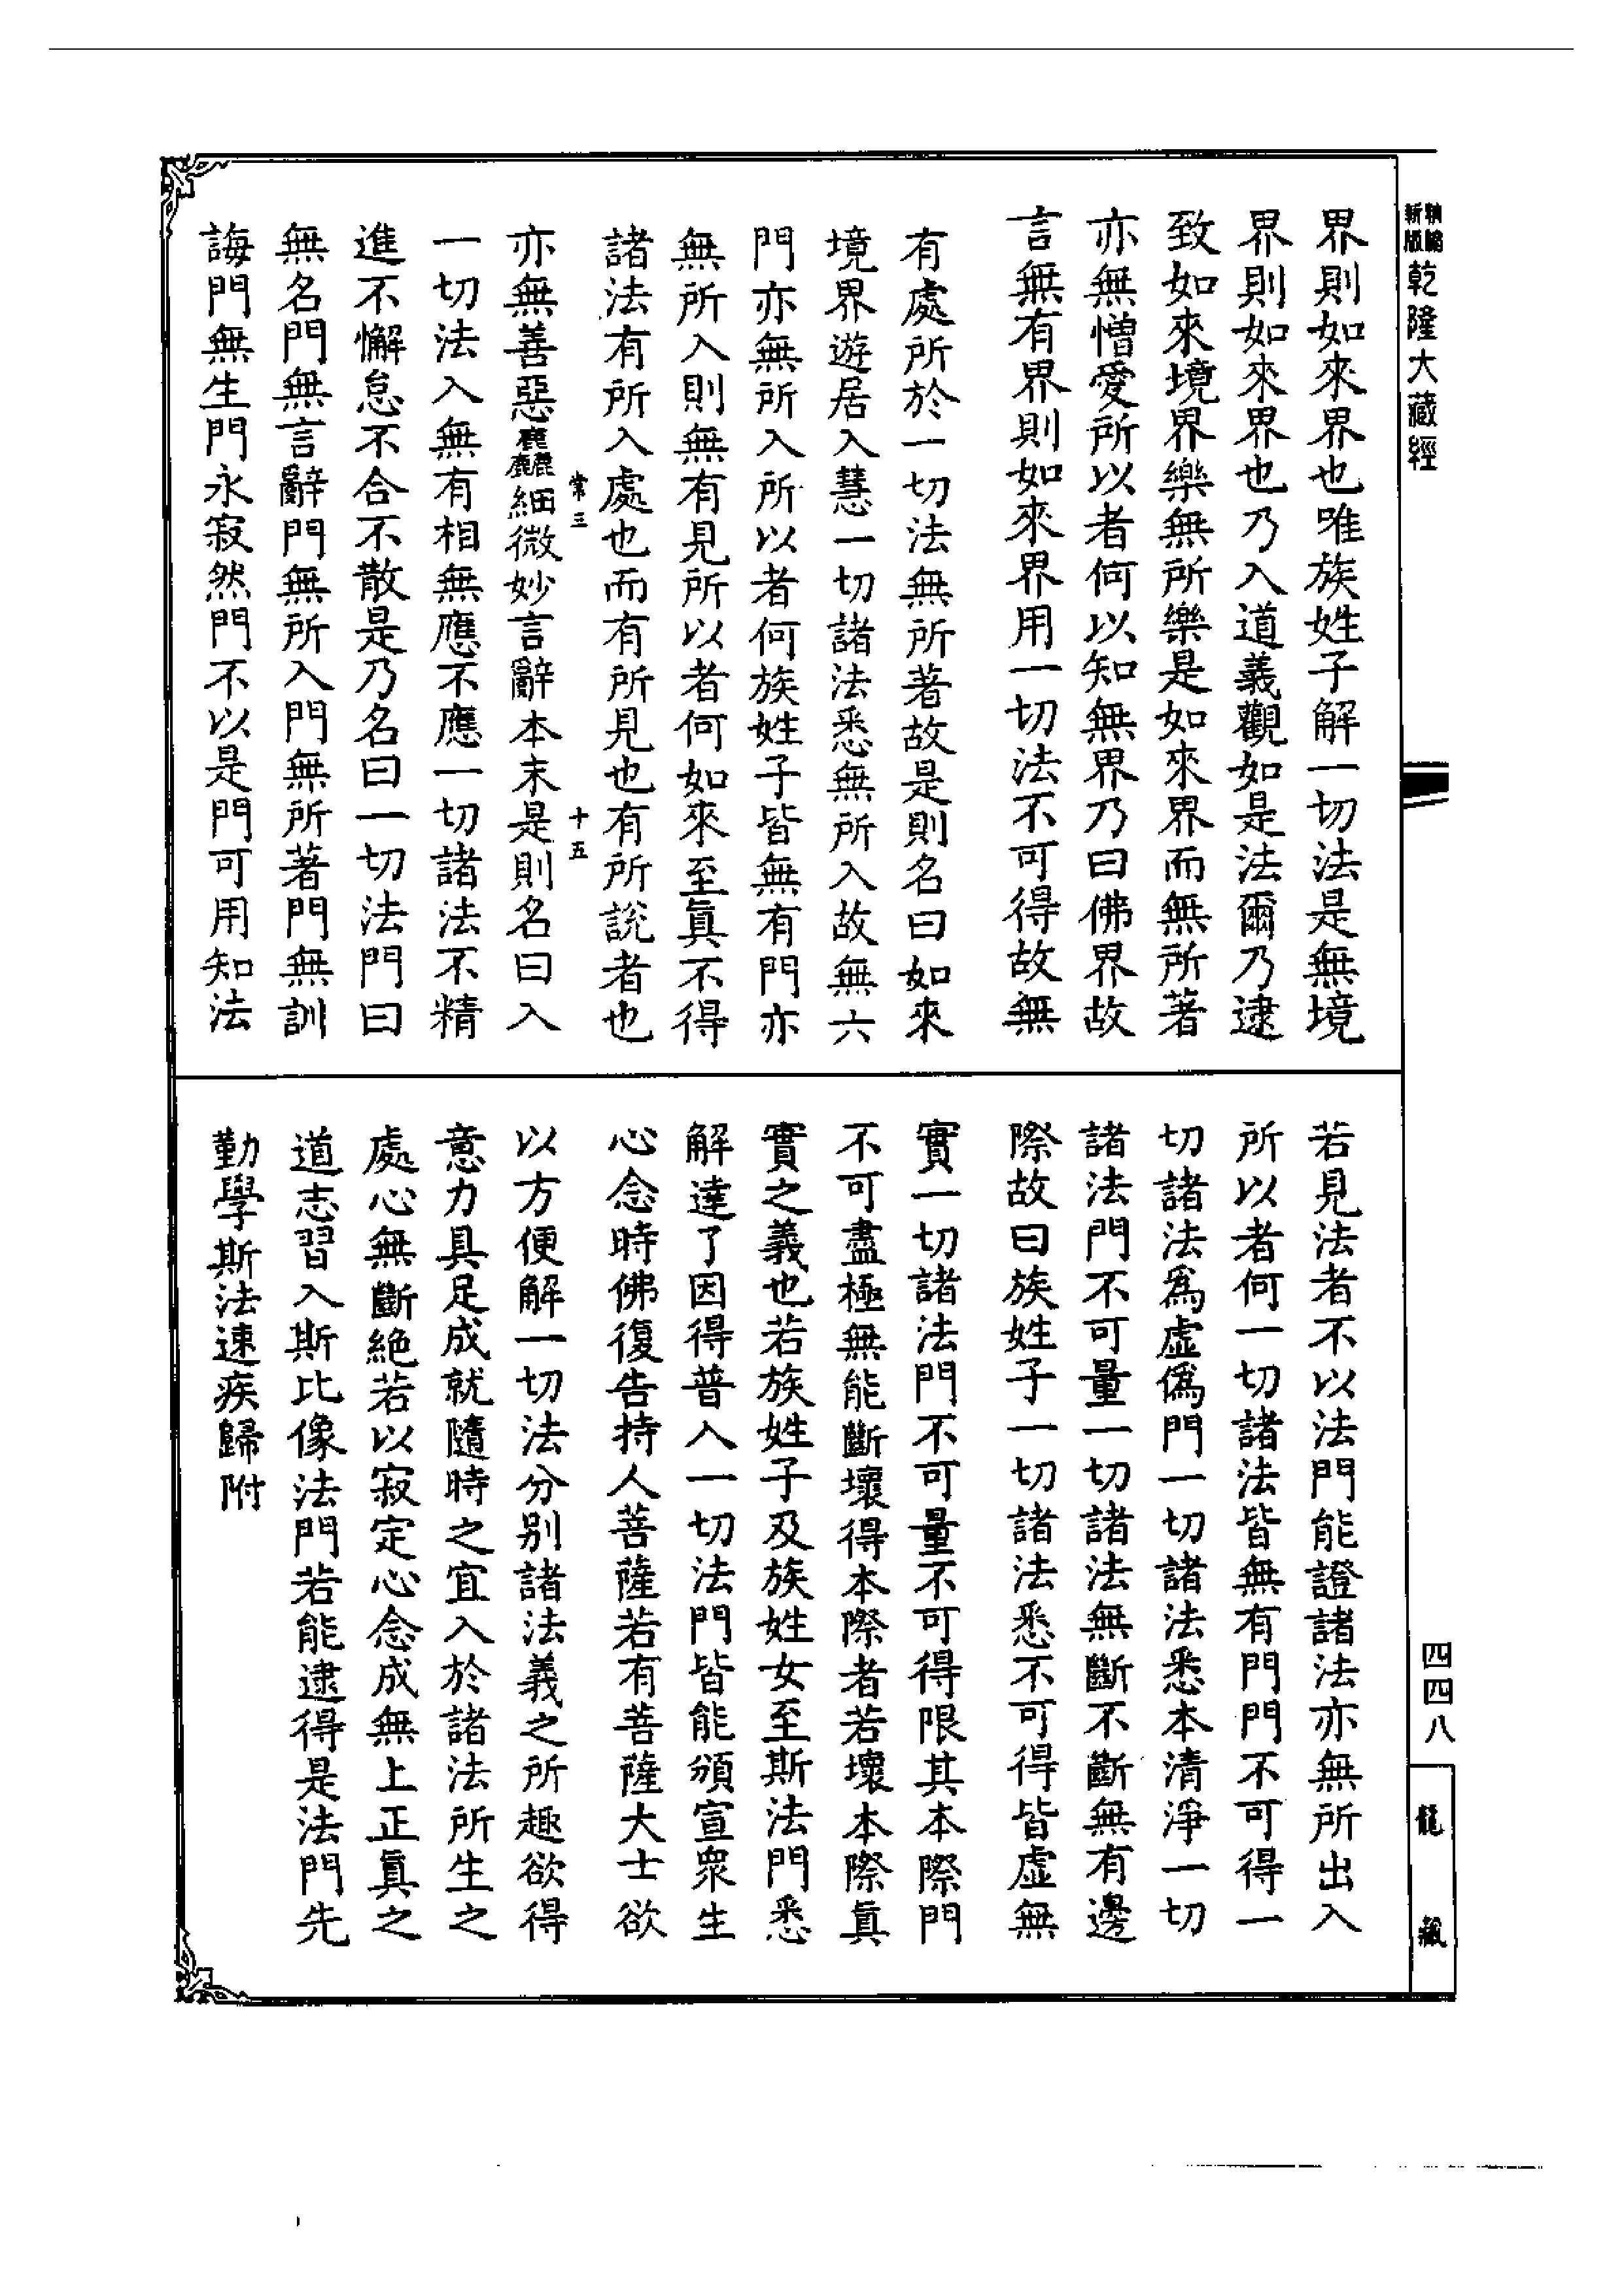 新版
乾隆大藏經
四四八
龍藏
界則如來界也唯族姓子解一切法是無境
界則如來界也乃入道義觀如是法爾乃逮
致如來境界樂無所樂是如來界而無所著
亦無憎愛所以者何以知無界乃曰佛界故
言無有界則如來界用一切法不可得故無
有處所於一切法無所著故是則名曰如來
境界遊居入慧一切諸法悉無所入故無六
門亦無所入所以者何族姓子皆無有門亦
無所入則無有見所以者何如來至真不得
諸法有所入處也而有所見也有所說者也
常三
十五
亦無善惡麤細微妙言辭本末是則名曰入
一切法入無有相無應不應一切諸法不精
進不懈怠不合不散是乃名曰一切法門曰
無名門無言辭門無所入門無所著門無訓
誨門無生門永寂然門不以是門可用知法
若見法者不以法門能證諸法亦無所出入
所以者何一切諸法皆無有門門不可得一
切諸法為虛偽門一切諸法悉本清淨一切
諸法門不可量一切諸法無斷不斷無有邊
際故曰族姓子一切諸法悉不可得皆虛無
實一切諸法門不可量不可得限其本際門
不可盡極無能斷壞得本際者若壞本際真
實之義也若族姓子及族姓女至斯法門悉
解達了因得普入一切法門皆能頒宣衆生
心念時佛復告持人菩薩若有菩薩大士欲
以方便解一切法分別諸法義之所趣欲得
意力具足成就隨時之宜入於諸法所生之
處心無斷絕若以寂定心念成無上正真之
道志習入斯比像法門若能逮得是法門先
勤學斯法速疾歸附